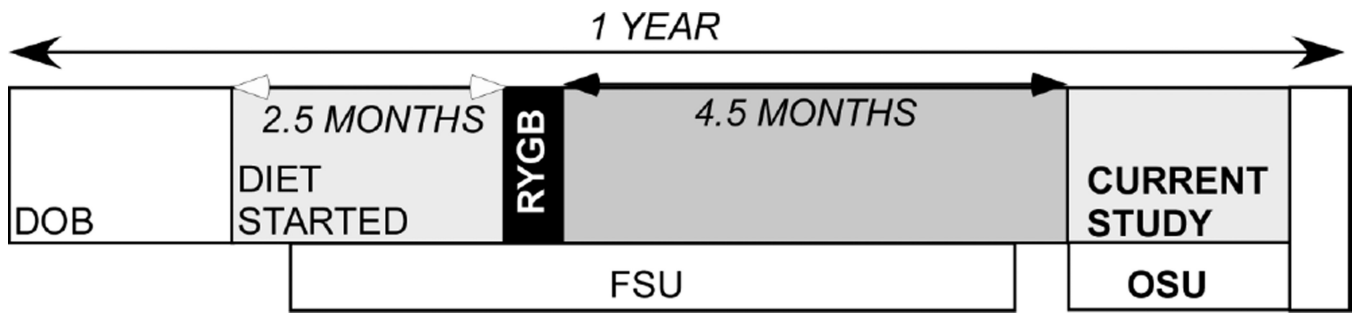 1 YEAR
2.5 MONTHS
4.5 MONTHS
DOB
DIET
STARTED
RYGB
CURRENT
STUDY
FSU
OSU